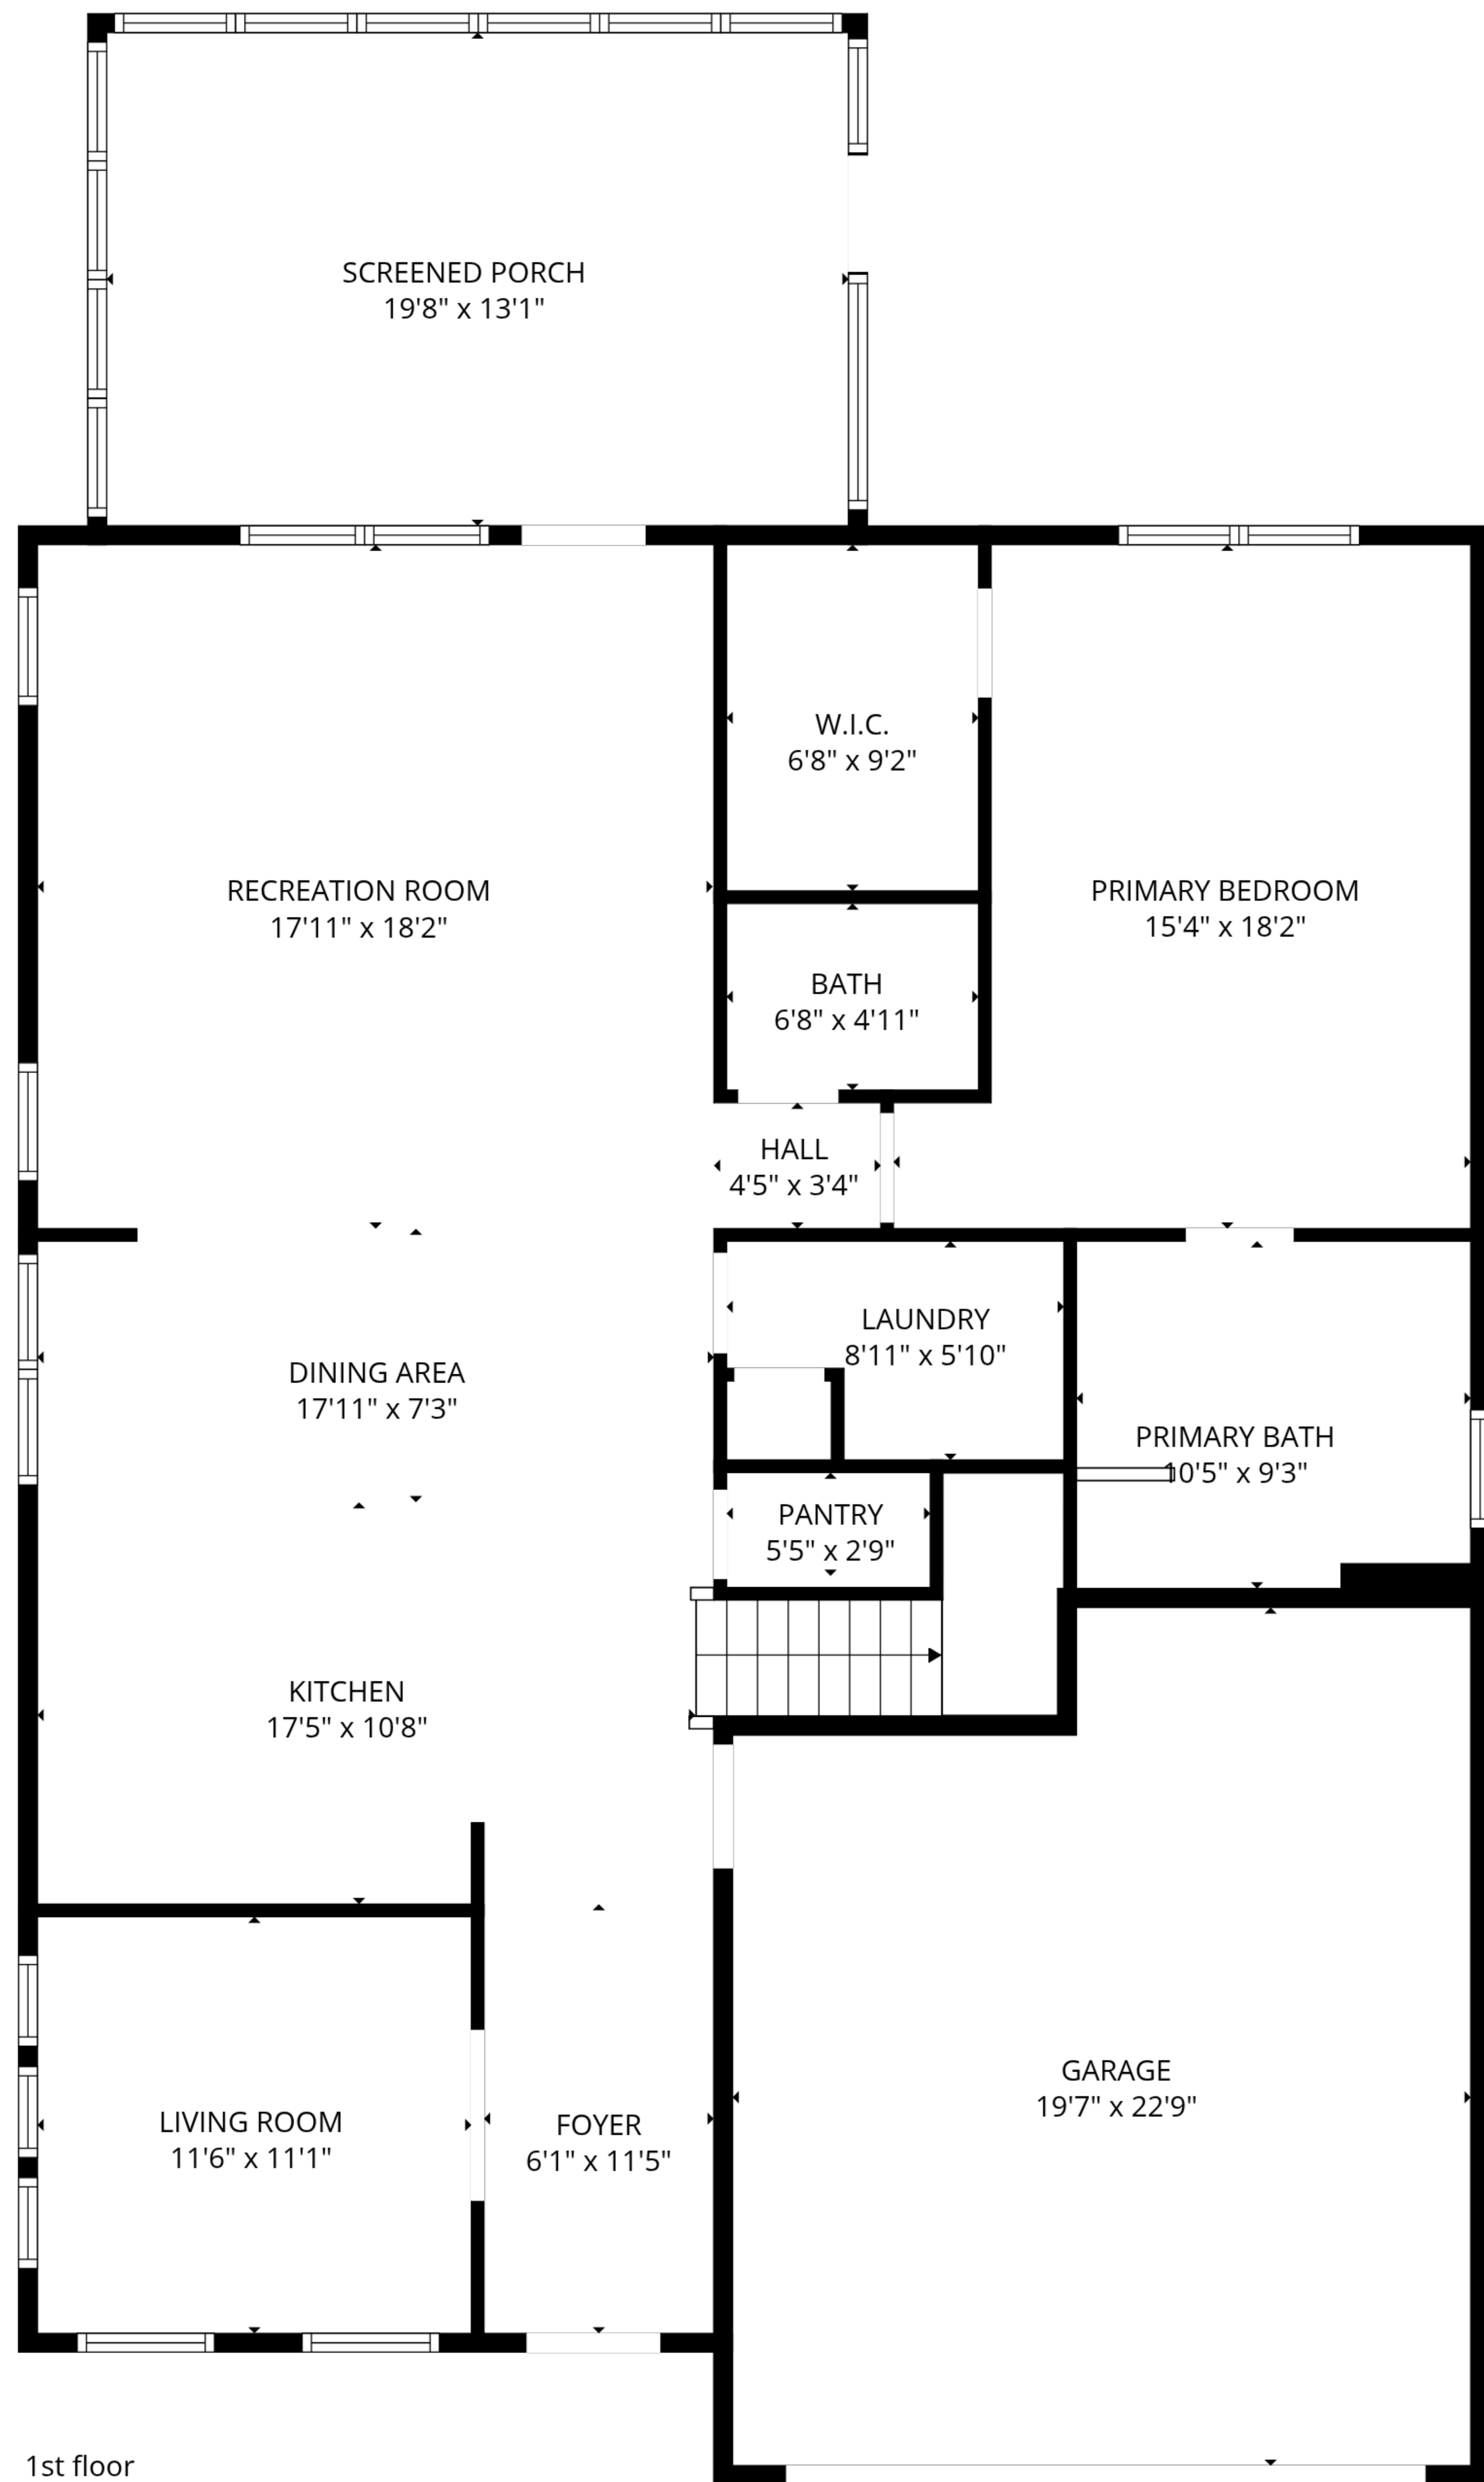 SCREENED PORCH
19'8" x 13'1"
W.I.C.
6'8" x 9'2"
RECREATION ROOM
17'11" x 18'2"
PRIMARY BEDROOM
15'4" x 18'2"
BATH
6'8" x 4'11"
HALL
4'5" x 3'4"
LAUNDRY
8'11" x 5'10"
DINING AREA
17'11" x 7'3"
PRIMARY BATH
10'5" x 9'3"
PANTRY
5'5" x 2'9"
KITCHEN
17'5" x 10'8"
GARAGE
19'7" x 22'9"
LIVING ROOM
11'6" x 11'1"
FOYER
6'1" x 11'5"
1st floor